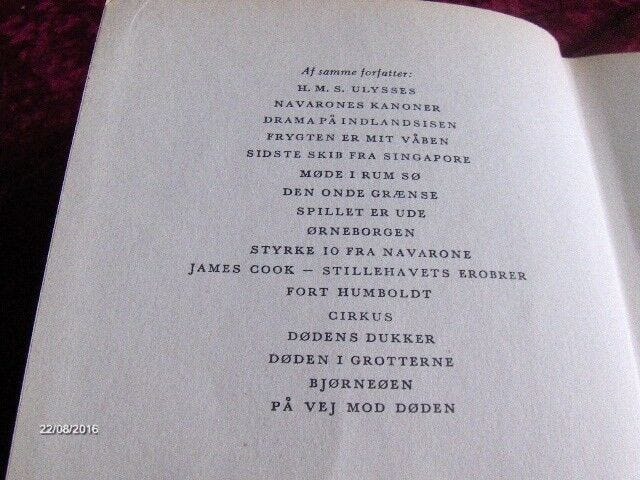 Af samme forfatter:
H. M. S. ULYSSES
NAVARONES KANONER
DRAMA PÅ INDLANDSISEN
FRYGTEN ER MIT VÅBEN
SIDSTE SKIB FRA SINGAPORE
MØDE I RUM SØ
DEN ONDE GRÆNSE
SPILLET ER UDE
ØRNEBORGEN
STYRKE 10 FRA NAVARONE
JAMES COOK – STILLEHAVETS EROBRER
FORT HUMBOLDT
CIRKUS
DØDENS DUKKER
DØDEN I GROTTERNE
BJØRNEØEN
PÅ VEJ MOD DØDEN
22/08/2016